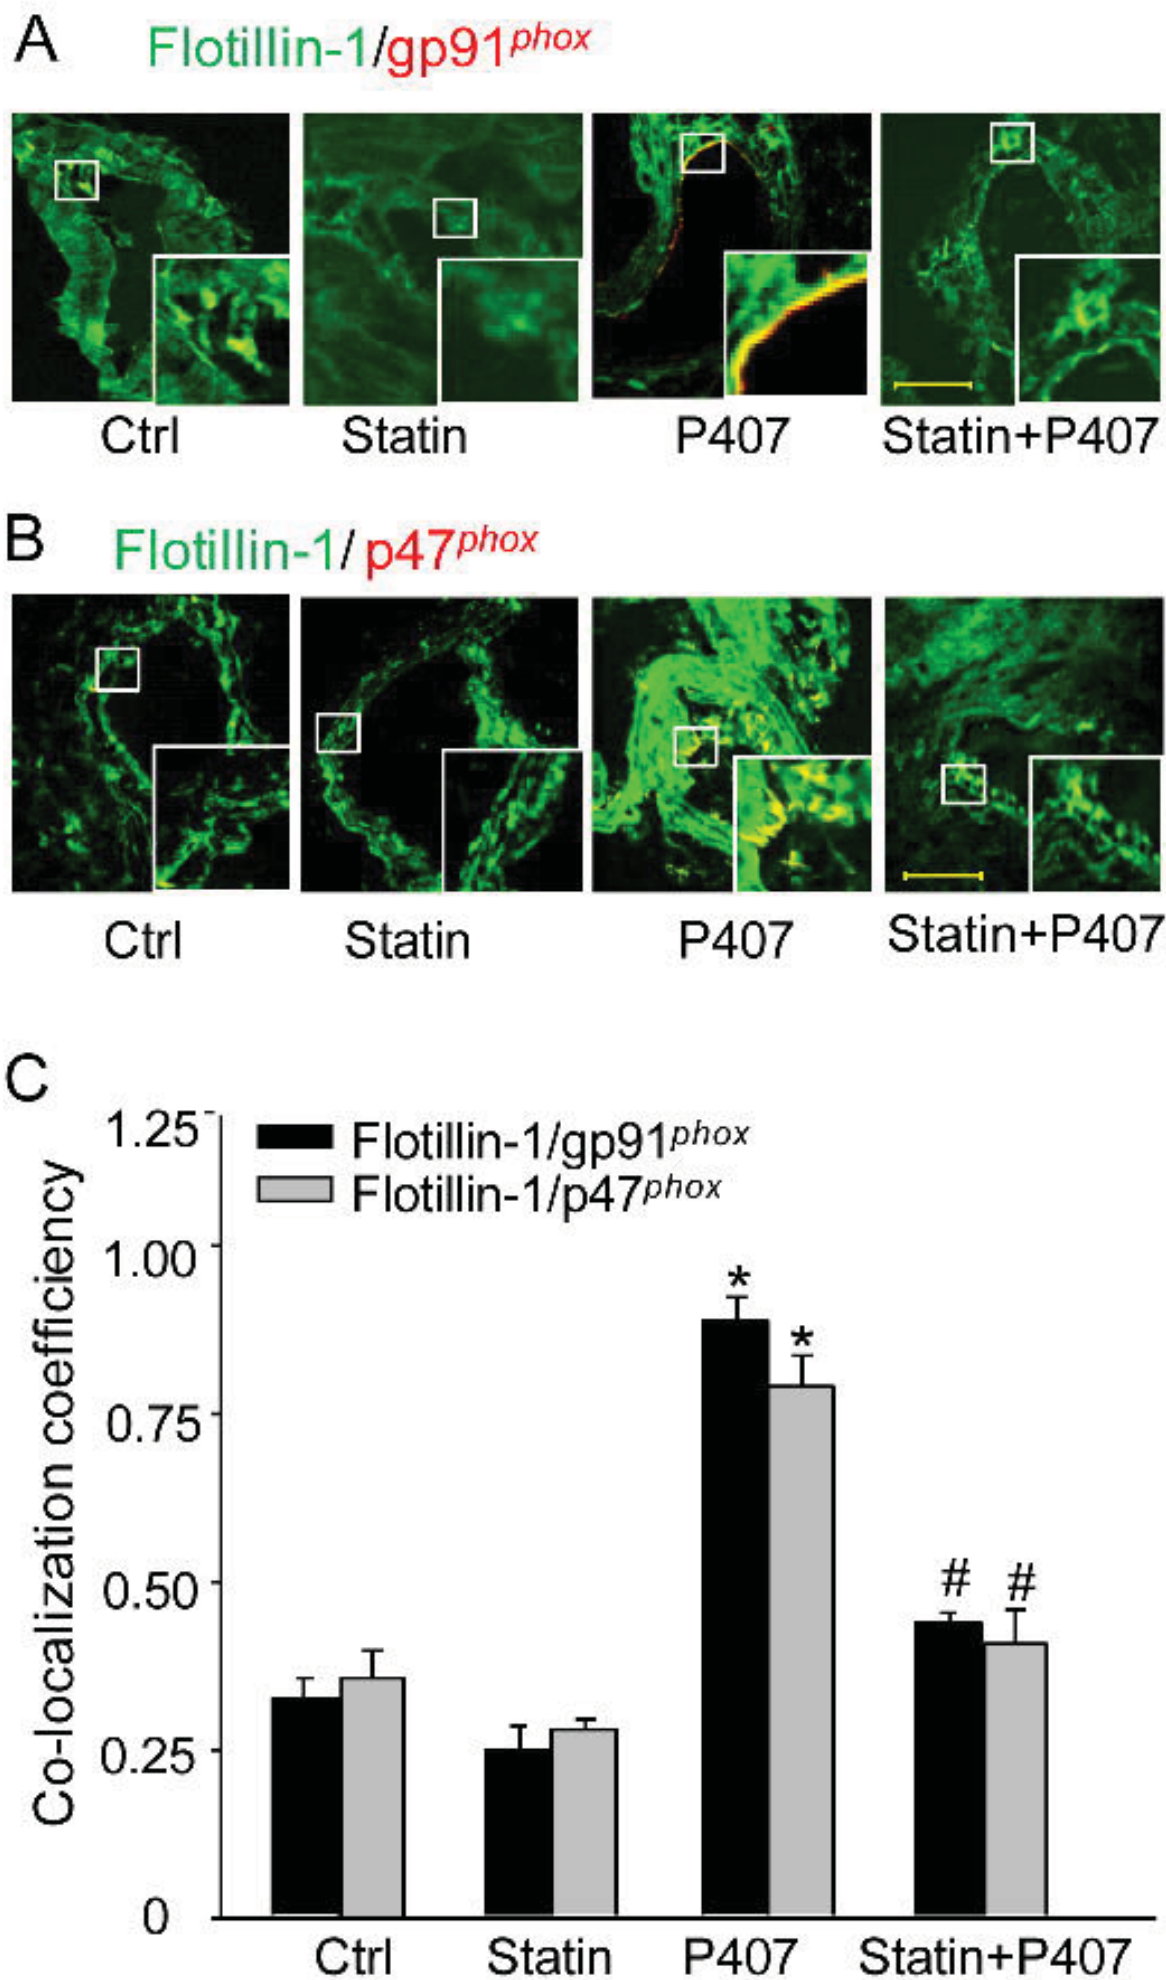 A
Flotillin-1/gp91phox
Ctrl Statin P407 Statin+P407
B
Flotillin-1/ p47phox
Ctrl Statin P407 Statin+P407
C
Co-localization coefficiency
1.25
1.00
0.75
0.50
0.25
0
Flotillin-1/gp91phox
Flotillin-1/p47phox
* *
# #
Ctrl Statin P407 Statin+P407